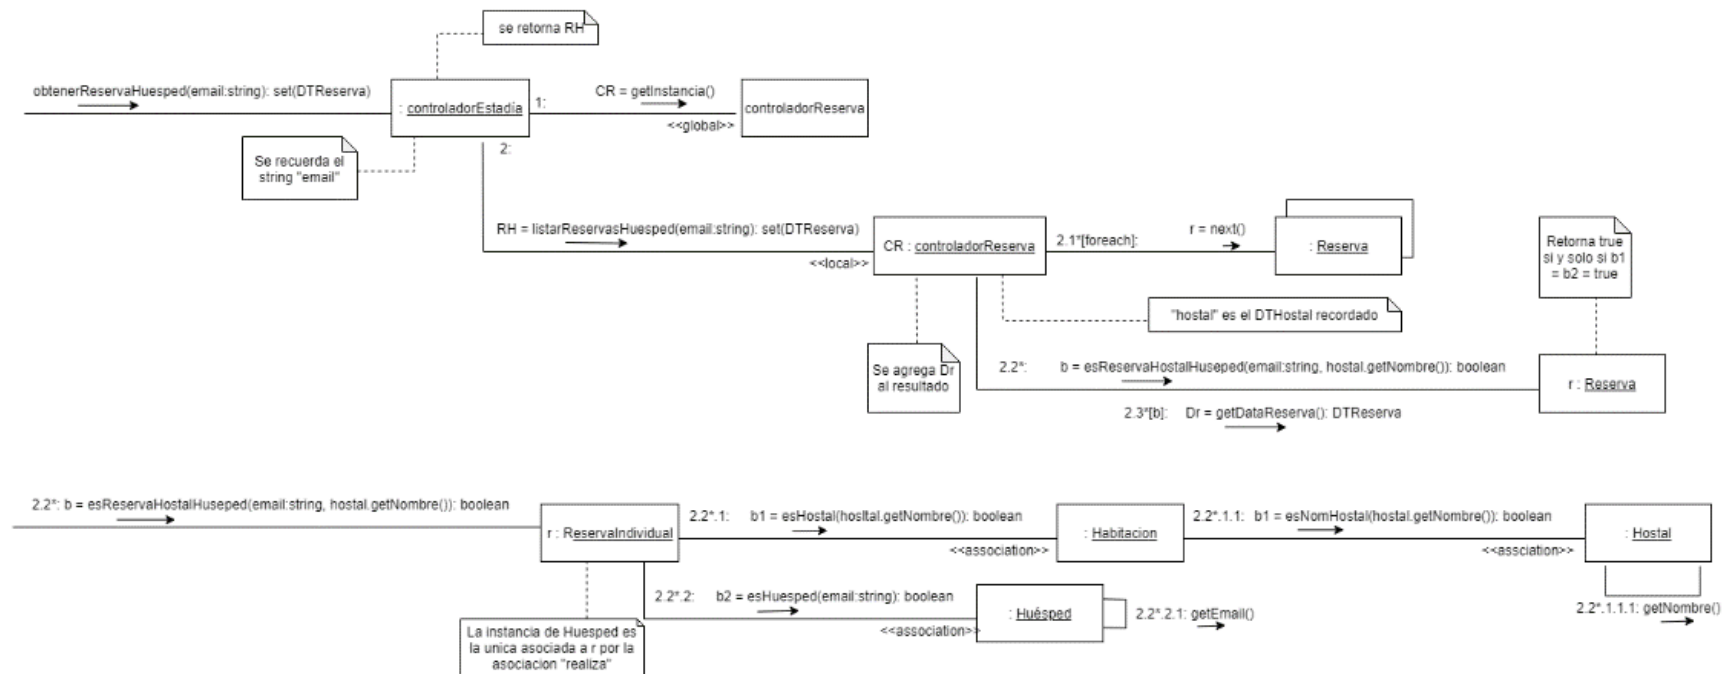 se retorna RH
obtenerReservaHuesped(email:string): set(DTReserva)
: controladorEstadía
1:
CR = getInstancia()
<<global>>
controladorReserva
Se recuerda el
string "email"
2:
RH = listarReservasHuesped(email:string): set(DTReserva)
<<local>>
CR : controladorReserva
2.1*[foreach]:
r = next()
: Reserva
Retorna true
si y solo si b1
= b2 = true
"hostal" es el DTHostal recordado
Se agrega Dr
al resultado
2.2*:
b = esReservaHostalHuseped(email:string, hostal.getNombre()): boolean
r : Reserva
2.3*[b]:
Dr = getDataReserva(): DTReserva
2.2*: b = esReservaHostalHuseped(email:string, hostal.getNombre()): boolean
r : ReservaIndividual
2.2*.1:
b1 = esHostal(hosltal.getNombre()): boolean
<<association>>
: Habitacion
2.2*.1.1:
b1 = esNomHostal(hostal.getNombre()): boolean
<<assciation>>
: Hostal
2.2*.1.1.1: getNombre()
2.2*.2:
b2 = esHuesped(email:string): boolean
<<association>>
: Huésped
2.2*.2.1: getEmail()
La instancia de Huesped es
la unica asociada a r por la
asociacion "realiza"